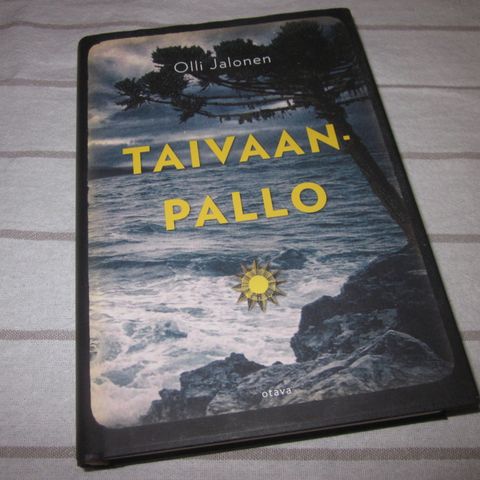 Olli Jalonen
TAIVAAN-
PALLO
otava